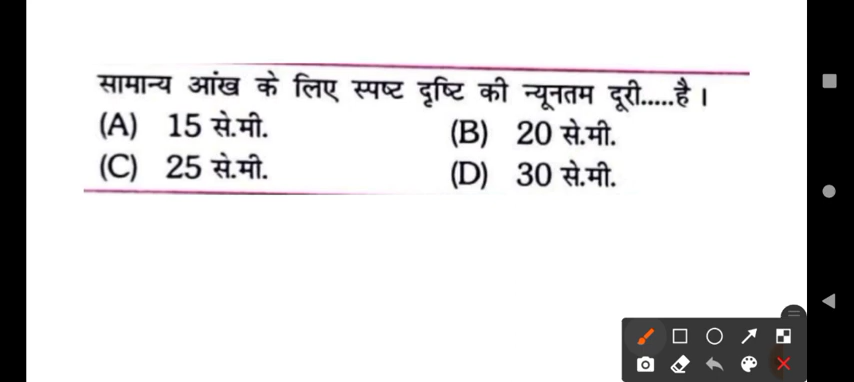 सामान्य आंख के लिए स्पष्ट दृष्टि की न्यूनतम दूरी.....है ।
(A) 15 से.मी. (B) 20 से.मी.
(C) 25 से.मी. (D) 30 से.मी.